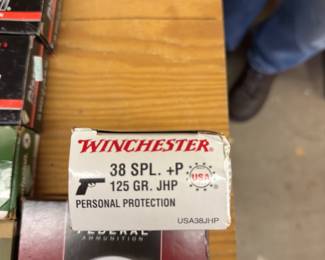 WINCHESTER
38 SPL. +P
125 GR. JHP
USA
PERSONAL PROTECTION
USA38JHP
FEDERAL
AMMUNITION